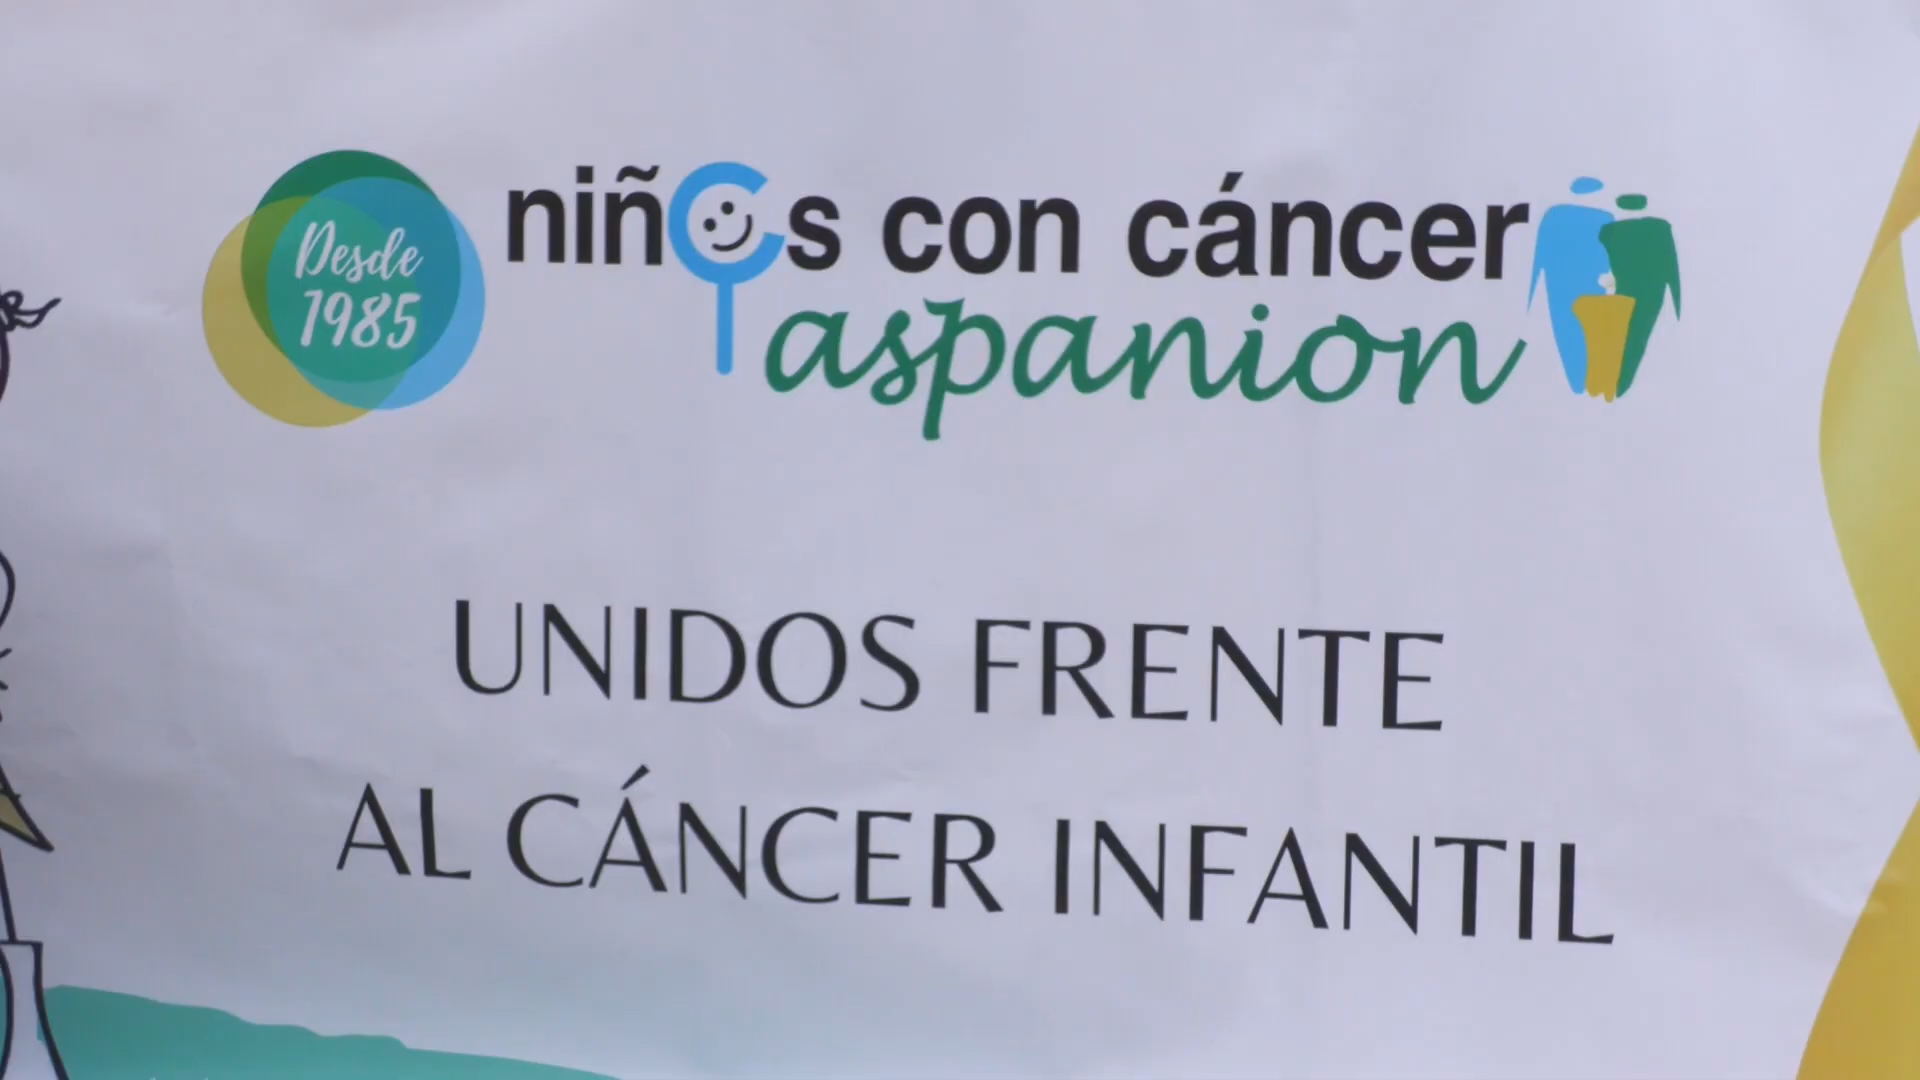 Desde
1985
niños con cáncer
aspanion
UNIDOS FRENTE
AL CÁNCER INFANTIL